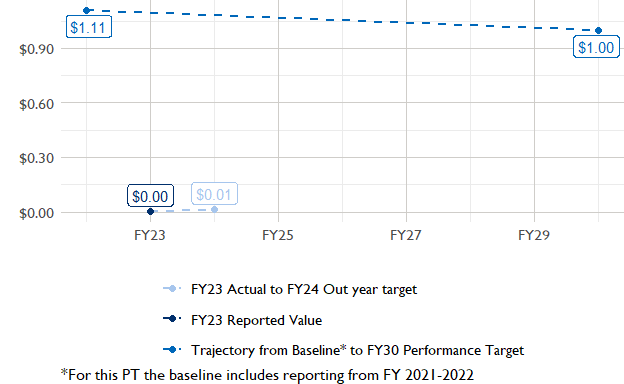 $1.11
$0.90
$1.00
$0.60
$0.30
$0.00 $0.01
$0.00
FY23 FY25 FY27 FY29
FY23 Actual to FY24 Out year target
FY23 Reported Value
Trajectory from Baseline* to FY30 Performance Target
*For this PT the baseline includes reporting from FY 2021-2022